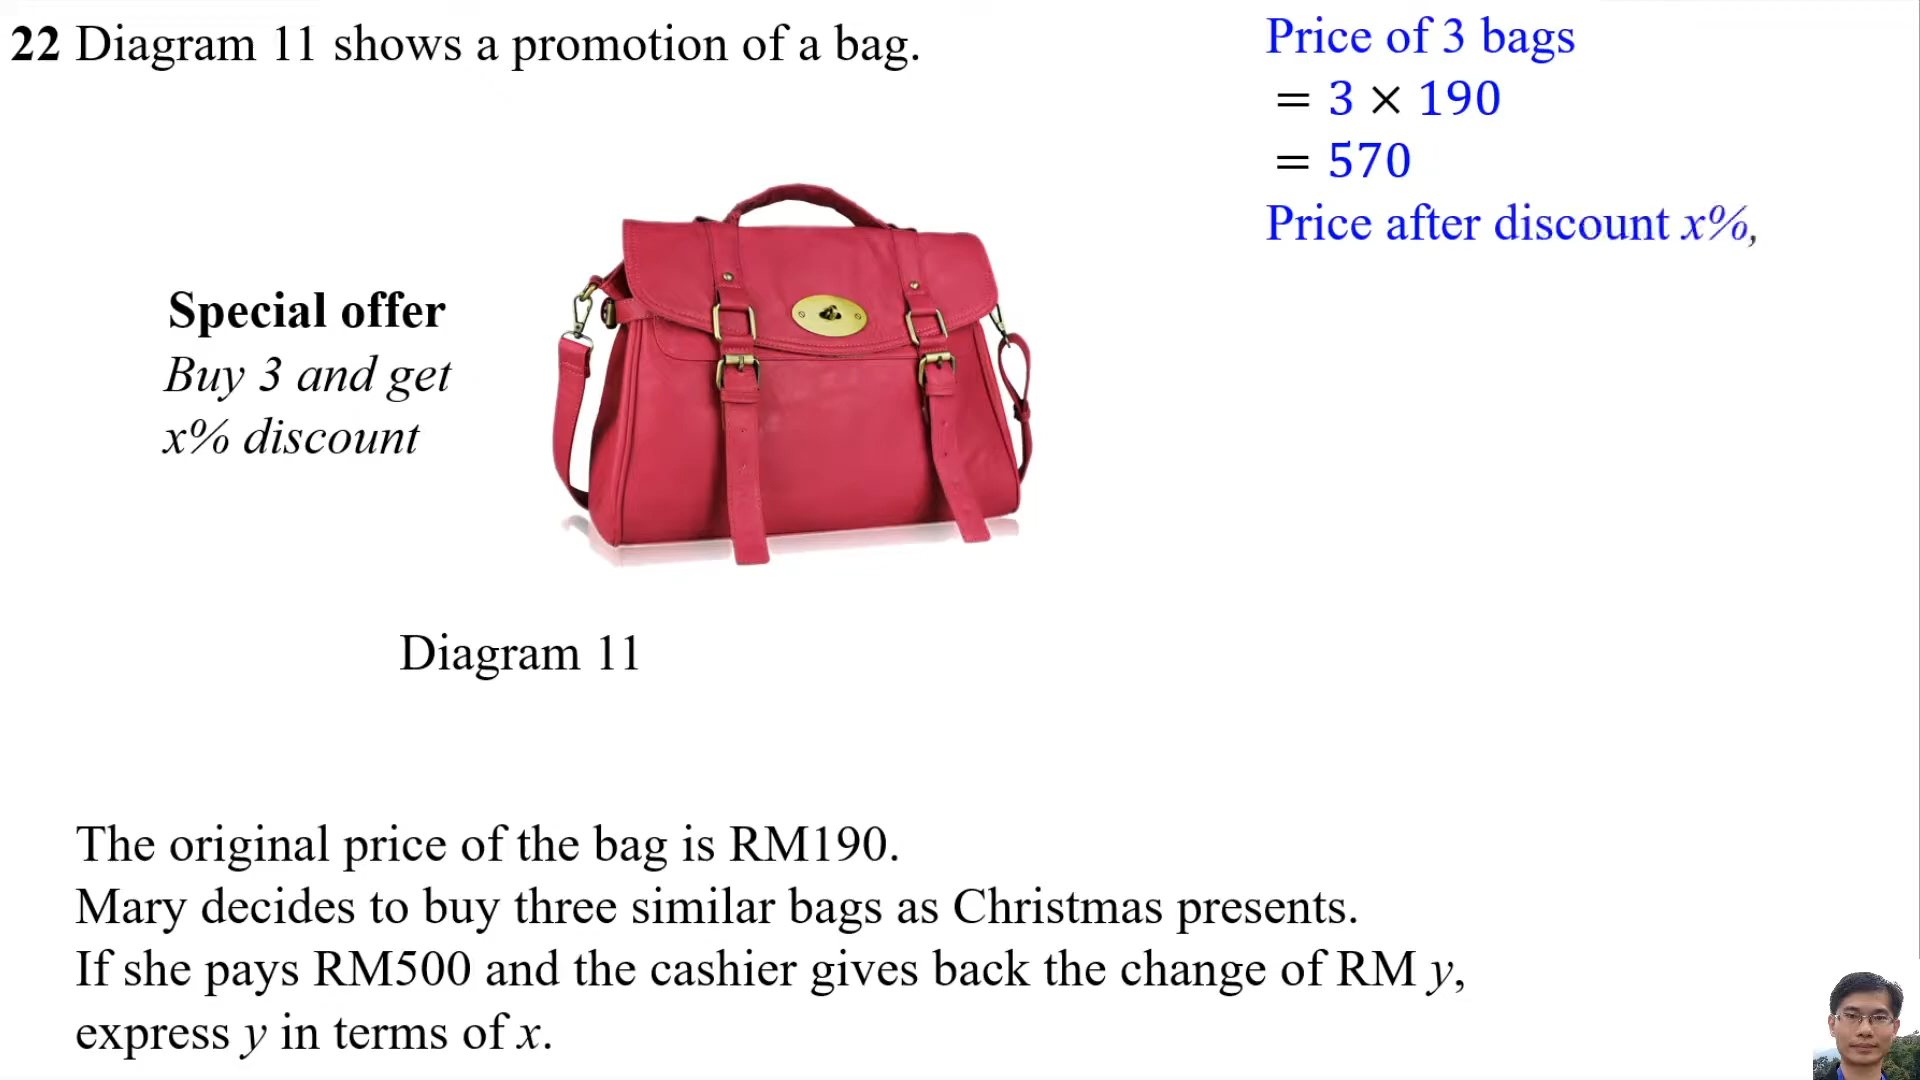 22 Diagram 11 shows a promotion of a bag.
Special offer
Buy 3 and get
x% discount
Diagram 11
The original price of the bag is RM190.
Mary decides to buy three similar bags as Christmas presents.
If she pays RM500 and the cashier gives back the change of RM y,
express y in terms of x.
Price of 3 bags
= 3 × 190
= 570
Price after discount x%,